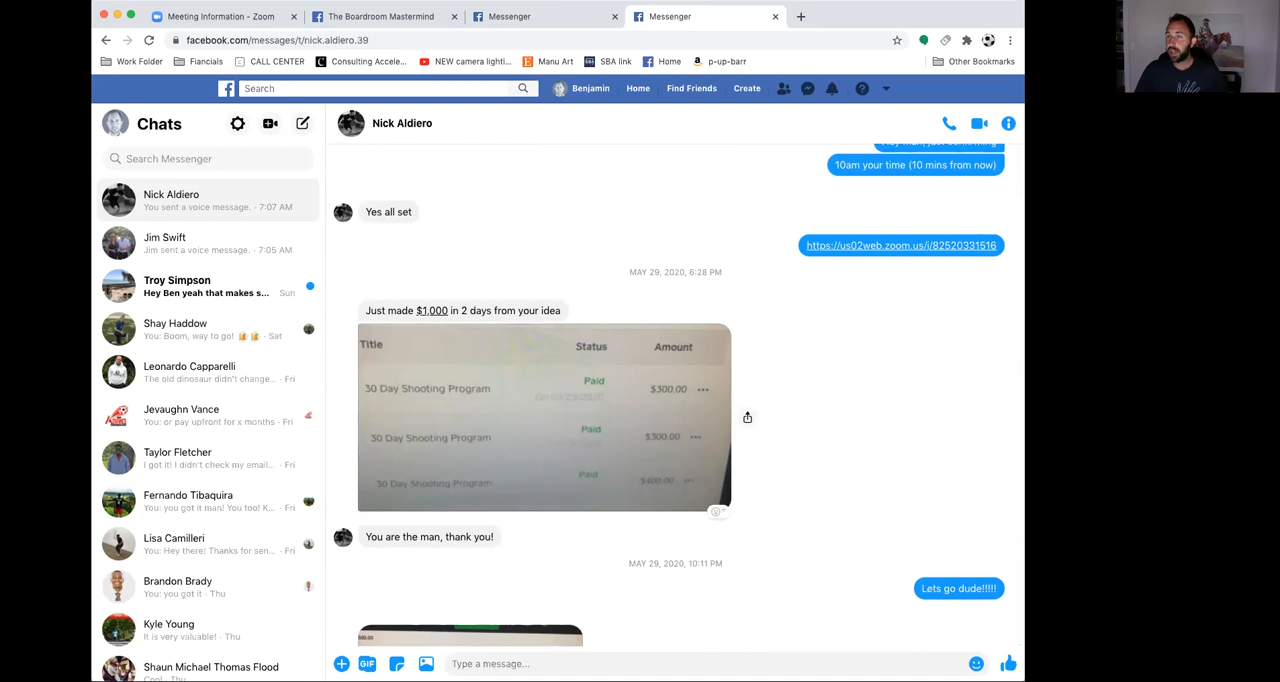 Meeting Information - Zoom
The Boardroom Mastermind
Messenger
Messenger
facebook.com/messages/t/nick.aldiero.39
Work Folder
Fiancials
CALL CENTER
Consulting Accele...
NEW camera lighti...
Manu Art
SBA link
Home
p-up-barr
Other Bookmarks
Search
Benjamin
Home
Find Friends
Create
Chats
Search Messenger
Nick Aldiero
You sent a voice message. · 7:07 AM
Jim Swift
Jim sent a voice message. · 7:05 AM
Troy Simpson
Hey Ben yeah that makes s... Sun
Shay Haddow
You: Boom, way to go! 🍻🍻 · Sat
Leonardo Capparelli
The old dinosaur didn't change... · Fri
Jevaughn Vance
You: or pay upfront for x months · Fri
Taylor Fletcher
I got it! I didn't check my email... · Fri
Fernando Tibaquira
You: you got it man! You too! K... · Fri
Lisa Camilleri
You: Hey there! Thanks for sen... · Fri
Brandon Brady
You: you got it · Thu
Kyle Young
It is very valuable! · Thu
Shaun Michael Thomas Flood
Cool · Thu
Nick Aldiero
10am your time (10 mins from now)
Yes all set
https://us02web.zoom.us/j/82520331516
MAY 29, 2020, 6:28 PM
Just made $1,000 in 2 days from your idea
Title Status Amount
30 Day Shooting Program Paid $300.00
30 Day Shooting Program Paid $300.00
30 Day Shooting Program Paid $400.00
You are the man, thank you!
MAY 29, 2020, 10:11 PM
Lets go dude!!!!!
Type a message...
GIF